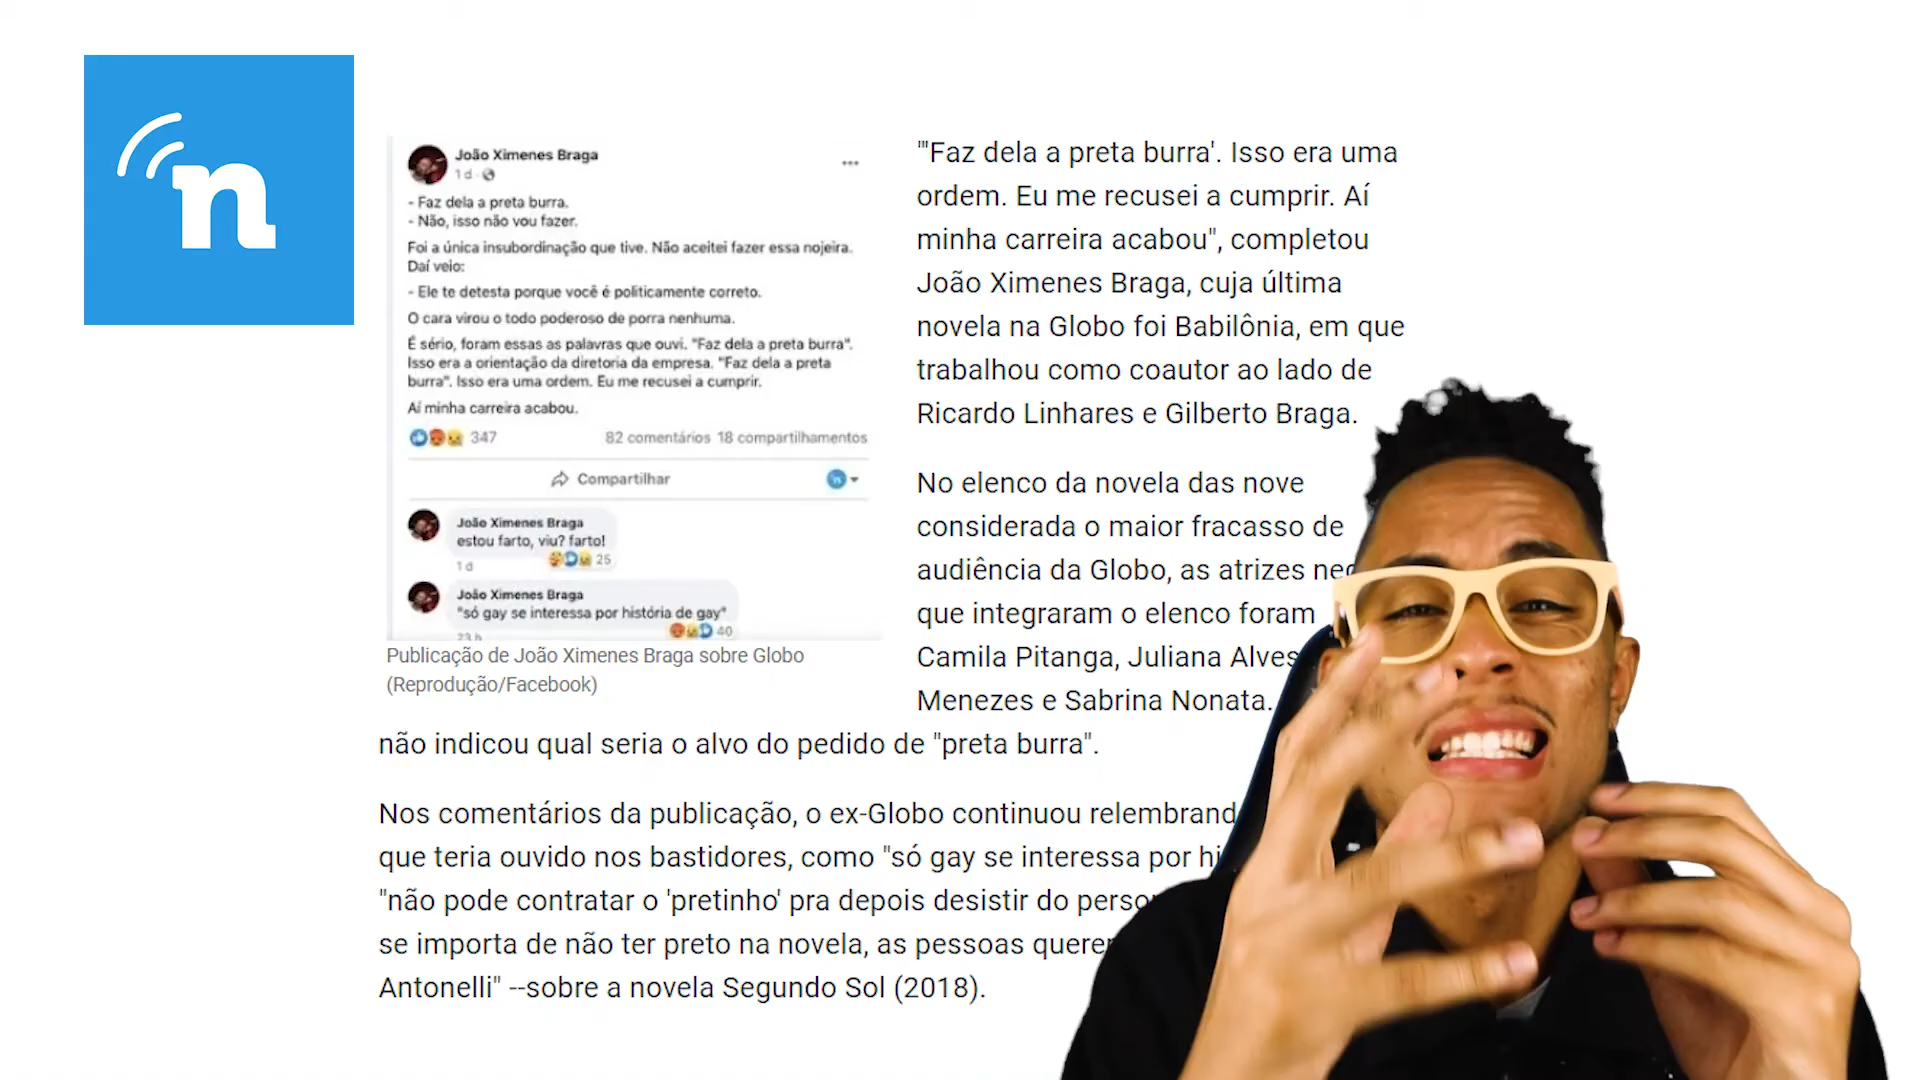 n
João Ximenes Braga
1 d
- Faz dela a preta burra.
- Não, isso não vou fazer.
Foi a única insubordinação que tive. Não aceitei fazer essa nojeira.
Daí veio:
- Ele te detesta porque você é politicamente correto.
O cara virou o todo poderoso de porra nenhuma.
É sério, foram essas as palavras que ouvi. "Faz dela a preta burra".
Isso era a orientação da diretoria da empresa. "Faz dela a preta
burra". Isso era uma ordem. Eu me recusei a cumprir.
Aí minha carreira acabou.
347 82 comentários 18 compartilhamentos
Compartilhar
João Ximenes Braga
estou farto, viu? farto!
25
1 d
João Ximenes Braga
"só gay se interessa por história de gay"
40
23 h
Publicação de João Ximenes Braga sobre Globo
(Reprodução/Facebook)
"'Faz dela a preta burra'. Isso era uma
ordem. Eu me recusei a cumprir. Aí
minha carreira acabou", completou
João Ximenes Braga, cuja última
novela na Globo foi Babilônia, em que
trabalhou como coautor ao lado de
Ricardo Linhares e Gilberto Braga.
No elenco da novela das nove
considerada o maior fracasso de
audiência da Globo, as atrizes
que integraram o elenco foram
Camila Pitanga, Juliana Alves
Menezes e Sabrina Nonata.
não indicou qual seria o alvo do pedido de "preta burra".
Nos comentários da publicação, o ex-Globo continuou
que teria ouvido nos bastidores, como "só gay se interessa por
"não pode contratar o 'pretinho' pra depois desistir do
se importa de não ter preto na novela, as pessoas
Antonelli" --sobre a novela Segundo Sol (2018).